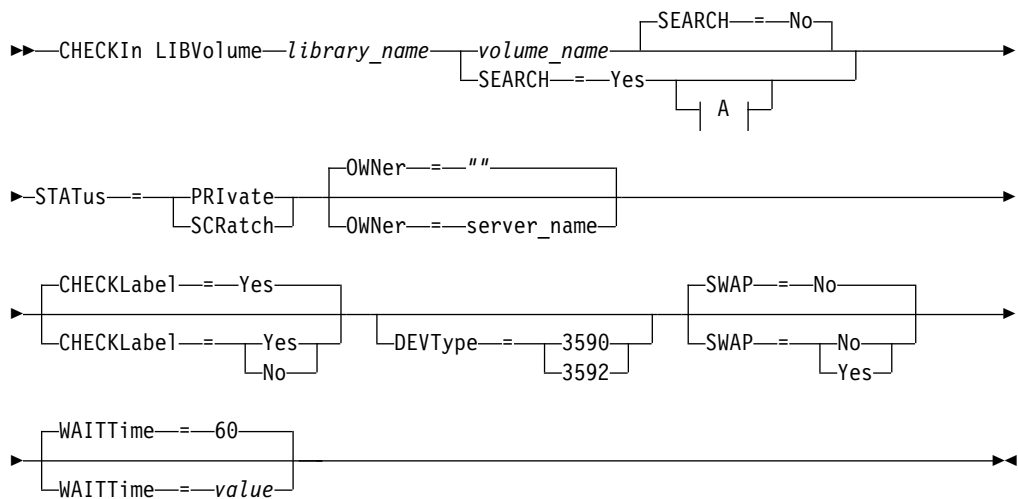 SEARCH = No
CHECKIn LIBVolume library_name volume_name
SEARCH = Yes
A
OWNer = ""
STATus = PRIvate
SCRatch OWNer = server_name
CHECKLabel = Yes SWAP = No
CHECKLabel = Yes DEVType = 3590 SWAP = No
No 3592 Yes
WAITTime = 60
WAITTime = value